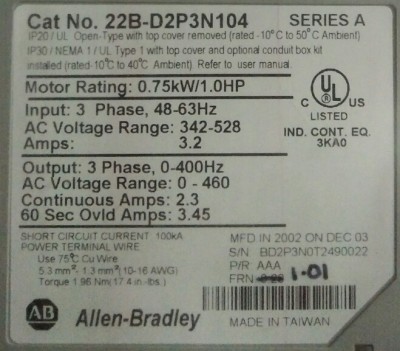 Cat No. 22B-D2P3N104 SERIES A
IP20 / UL Open-Type with top cover removed (rated -10°C to 50°C Ambient)
IP30 / NEMA 1 / UL Type 1 with top cover and optional conduit box kit
installed (rated-10°C to 40°C Ambient). Refer to user manual.
Motor Rating: 0.75kW/1.0HP
Input: 3 Phase, 48-63Hz
AC Voltage Range: 342-528
Amps: 3.2
C UL US
LISTED
IND. CONT. EQ.
3KA0
Output: 3 Phase, 0-400Hz
AC Voltage Range: 0 - 460
Continuous Amps: 2.3
60 Sec Ovld Amps: 3.45
SHORT CIRCUIT CURRENT 100kA
POWER TERMINAL WIRE
Use 75°C Cu Wire
5.3 mm²- 1.3 mm²(10-16 AWG)
Torque 1.96 Nm(17.4 in.-lbs.)
MFD IN 2002 ON DEC 03
S/N BD2P3N0T2490022
P/R AAA
FRN 1.01
AB Allen-Bradley
MADE IN TAIWAN